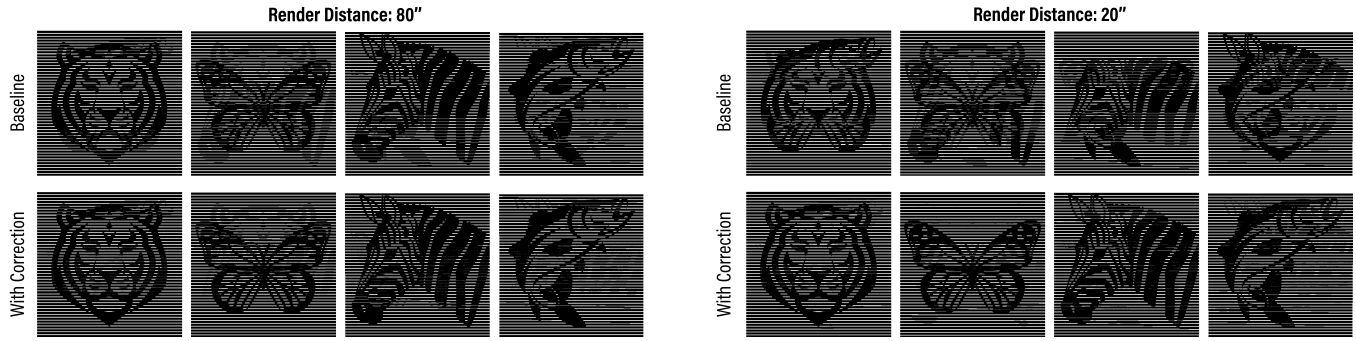 Render Distance: 80”
Render Distance: 20”
Baseline
With Correction
Baseline
With Correction